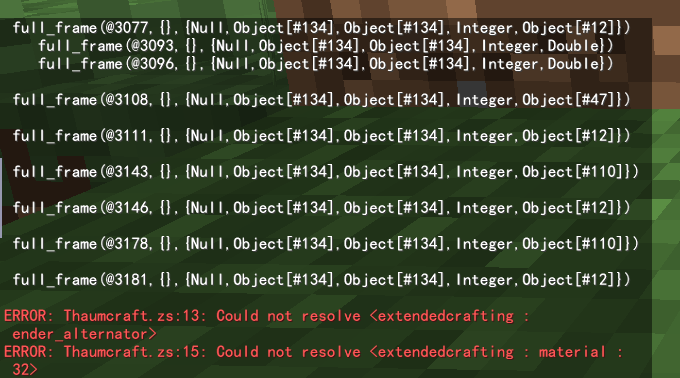 full_frame(@3077,{},{Null,Object[#134],Object[#134],Integer,Object[#12]})
full_frame(@3093,{},{Null,Object[#134],Object[#134],Integer,Double})
full_frame(@3096,{},{Null,Object[#134],Object[#134],Integer,Double})
full_frame(@3108,{},{Null,Object[#134],Object[#134],Integer,Object[#47]})
full_frame(@3111,{},{Null,Object[#134],Object[#134],Integer,Object[#12]})
full_frame(@3143,{},{Null,Object[#134],Object[#134],Integer,Object[#110]})
full_frame(@3146,{},{Null,Object[#134],Object[#134],Integer,Object[#12]})
full_frame(@3178,{},{Null,Object[#134],Object[#134],Integer,Object[#110]})
full_frame(@3181,{},{Null,Object[#134],Object[#134],Integer,Object[#12]})
ERROR: Thaumcraft.zs:13: Could not resolve <extendedcrafting :
ender_alternator>
ERROR: Thaumcraft.zs:15: Could not resolve <extendedcrafting : material :
32>